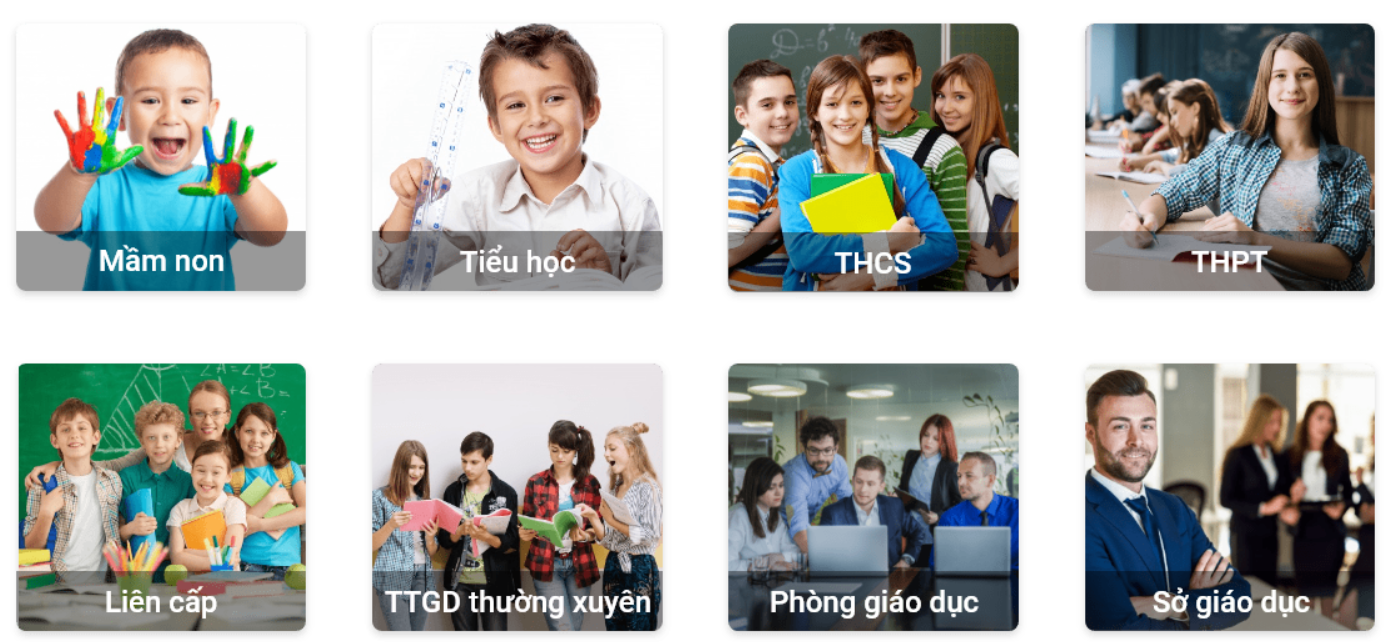 Mầm non
Tiểu học
THCS
THPT
Liên cấp
TTGD thường xuyên
Phòng giáo dục
Sở giáo dục